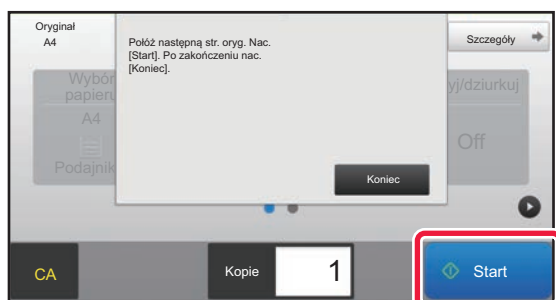 Oryginał
A4
Położ następną str. oryg. Nac.
[Start]. Po zakończeniu nac.
[Koniec].
Szczegóły
Wybór
papieru
yj/dziurkuj
A4
Off
Podajnik
Koniec
CA
Kopie
1
Start